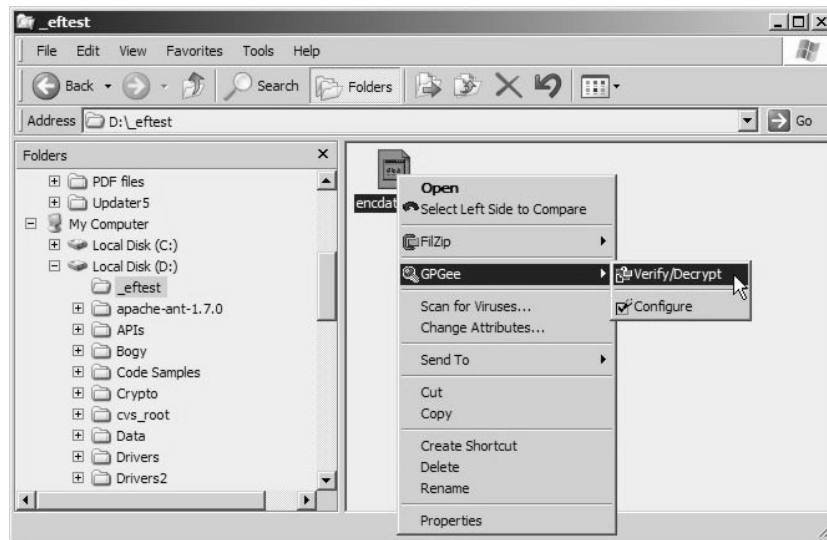 _eftest
File Edit View Favorites Tools Help
Back Search Folders
Address D:\_eftest Go
Folders
PDF files
Updater5
My Computer
Local Disk (C:)
Local Disk (D:)
_eftest
apache-ant-1.7.0
APIs
Bogy
Code Samples
Crypto
cvs_root
Data
Drivers
Drivers2
encdat
Open
Select Left Side to Compare
FilZip
GPGee
Scan for Viruses...
Change Attributes...
Send To
Cut
Copy
Create Shortcut
Delete
Rename
Properties
Verify/Decrypt
Configure